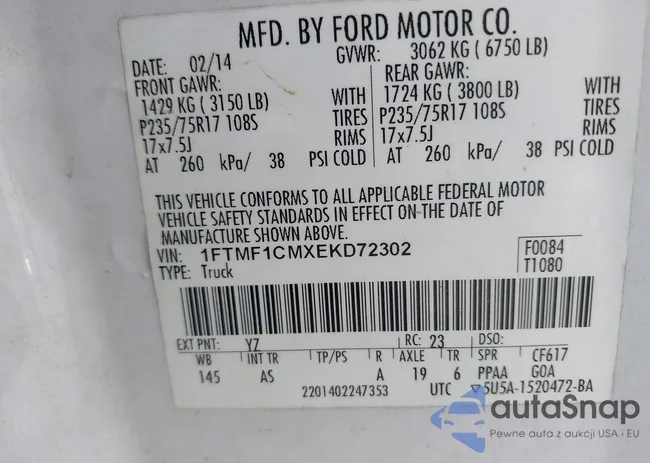 MFD. BY FORD MOTOR CO.
DATE: 02/14 GVWR: 3062 KG ( 6750 LB)
FRONT GAWR: REAR GAWR:
1429 KG ( 3150 LB) WITH 1724 KG ( 3800 LB) WITH
P235/75R17 108S TIRES P235/75R17 108S TIRES
17x7.5J RIMS 17x7.5J RIMS
AT 260 kPa/ 38 PSI COLD AT 260 kPa/ 38 PSI COLD
THIS VEHICLE CONFORMS TO ALL APPLICABLE FEDERAL MOTOR
VEHICLE SAFETY STANDARDS IN EFFECT ON THE DATE OF
MANUFACTURE SHOWN ABOVE.
VIN: 1FTMF1CMXEKD72302 F0084
TYPE: Truck T1080
EXT PNT: YZ RC: 23 DSO:
WB INT TR TP/PS R AXLE TR SPR CF617
145 AS A 19 6 PPAA GOA
2201402247353 UTC ▽5U5A-1520472-BA
autaSnap
Pewne auta z aukcji USA i EU